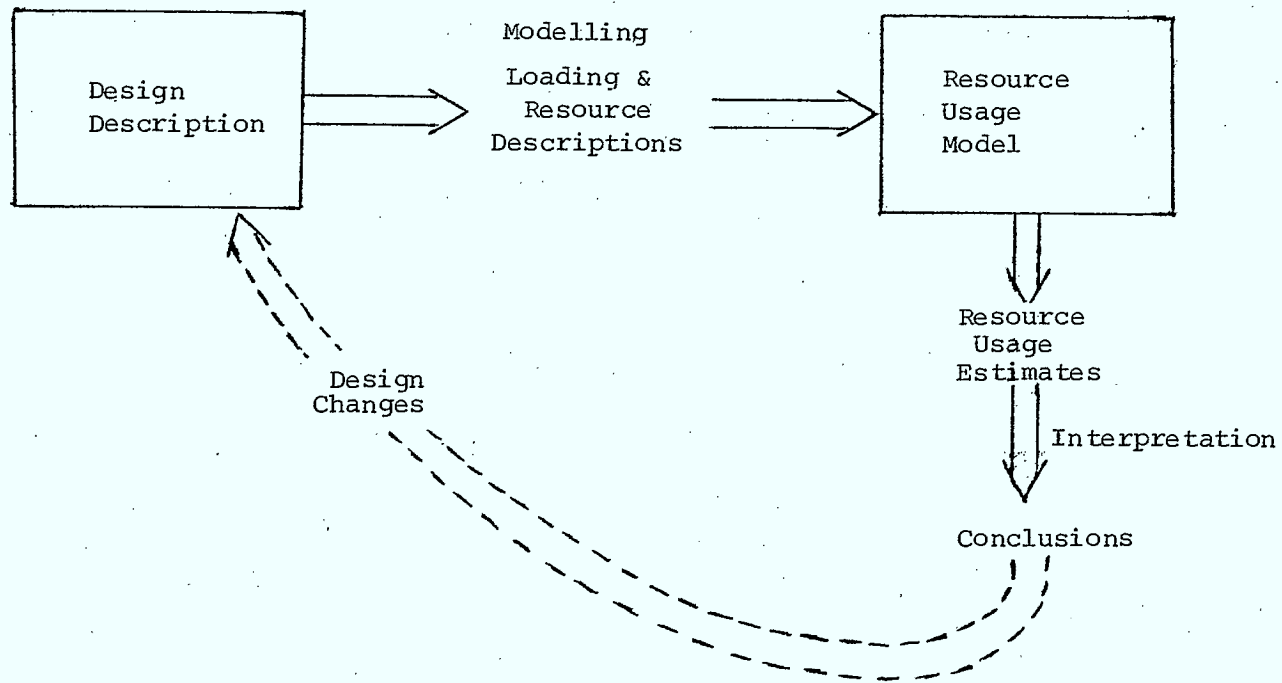 Design
Description
Modelling
Loading &
Resource
Descriptions
Resource
Usage
Model
Resource
Usage
Estimates
Interpretation
Conclusions
Design
Changes